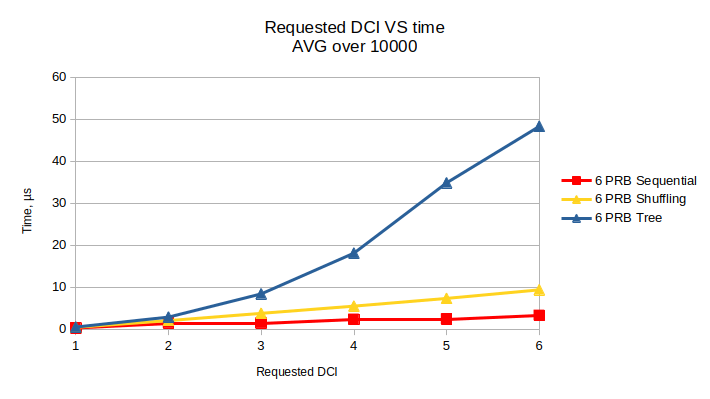 Requested DCI VS time
AVG over 10000
60
50
40
30
20
10
0
Time, µs
1 2 3 4 5 6
Requested DCI
6 PRB Sequential
6 PRB Shuffling
6 PRB Tree